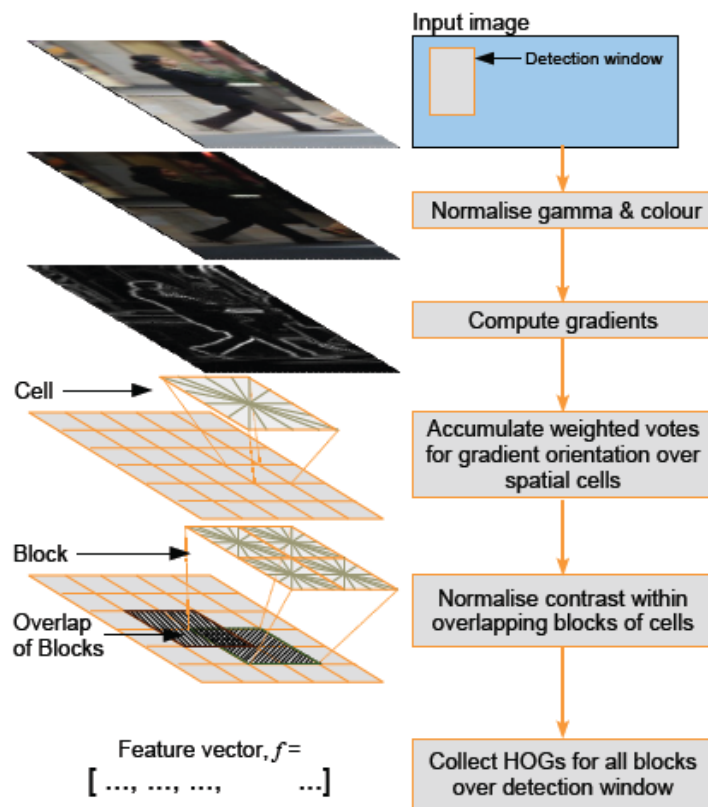 Input image
Detection window
Normalise gamma & colour
Compute gradients
Cell
Accumulate weighted votes
for gradient orientation over
spatial cells
Block
Normalise contrast within
overlapping blocks of cells
Overlap
of Blocks
Feature vector, f =
[ ..., ..., ..., ...]
Collect HOGs for all blocks
over detection window